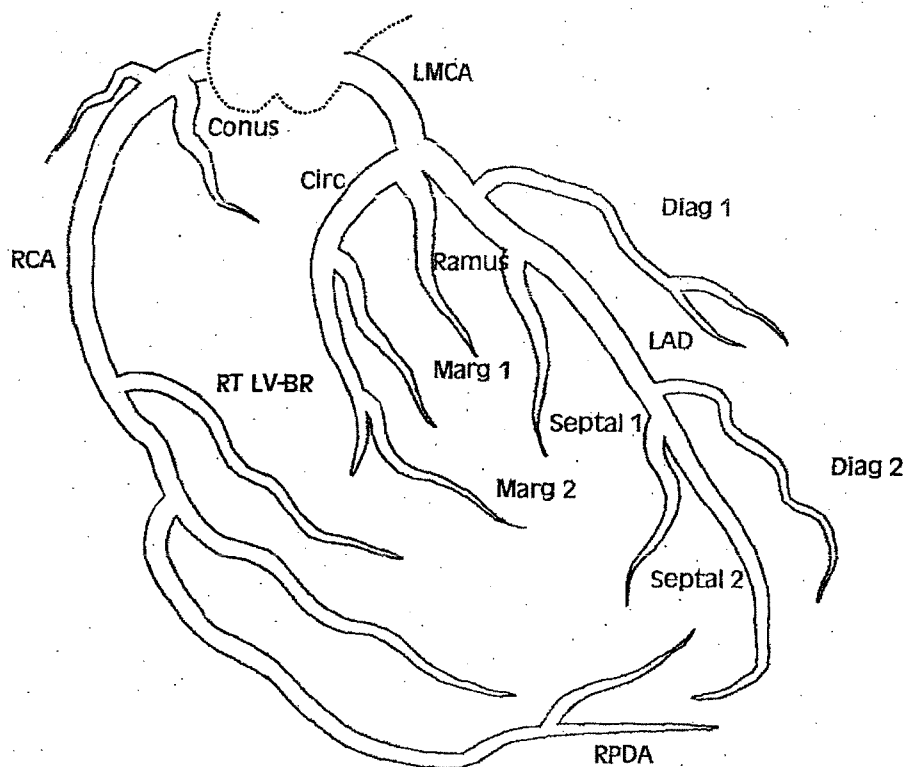 LMCA
Conus
Circ
Diag 1
RCA
Ramus
LAD
Marg 1
RT LV-BR
Septal 1
Diag 2
Marg 2
Septal 2
RPDA